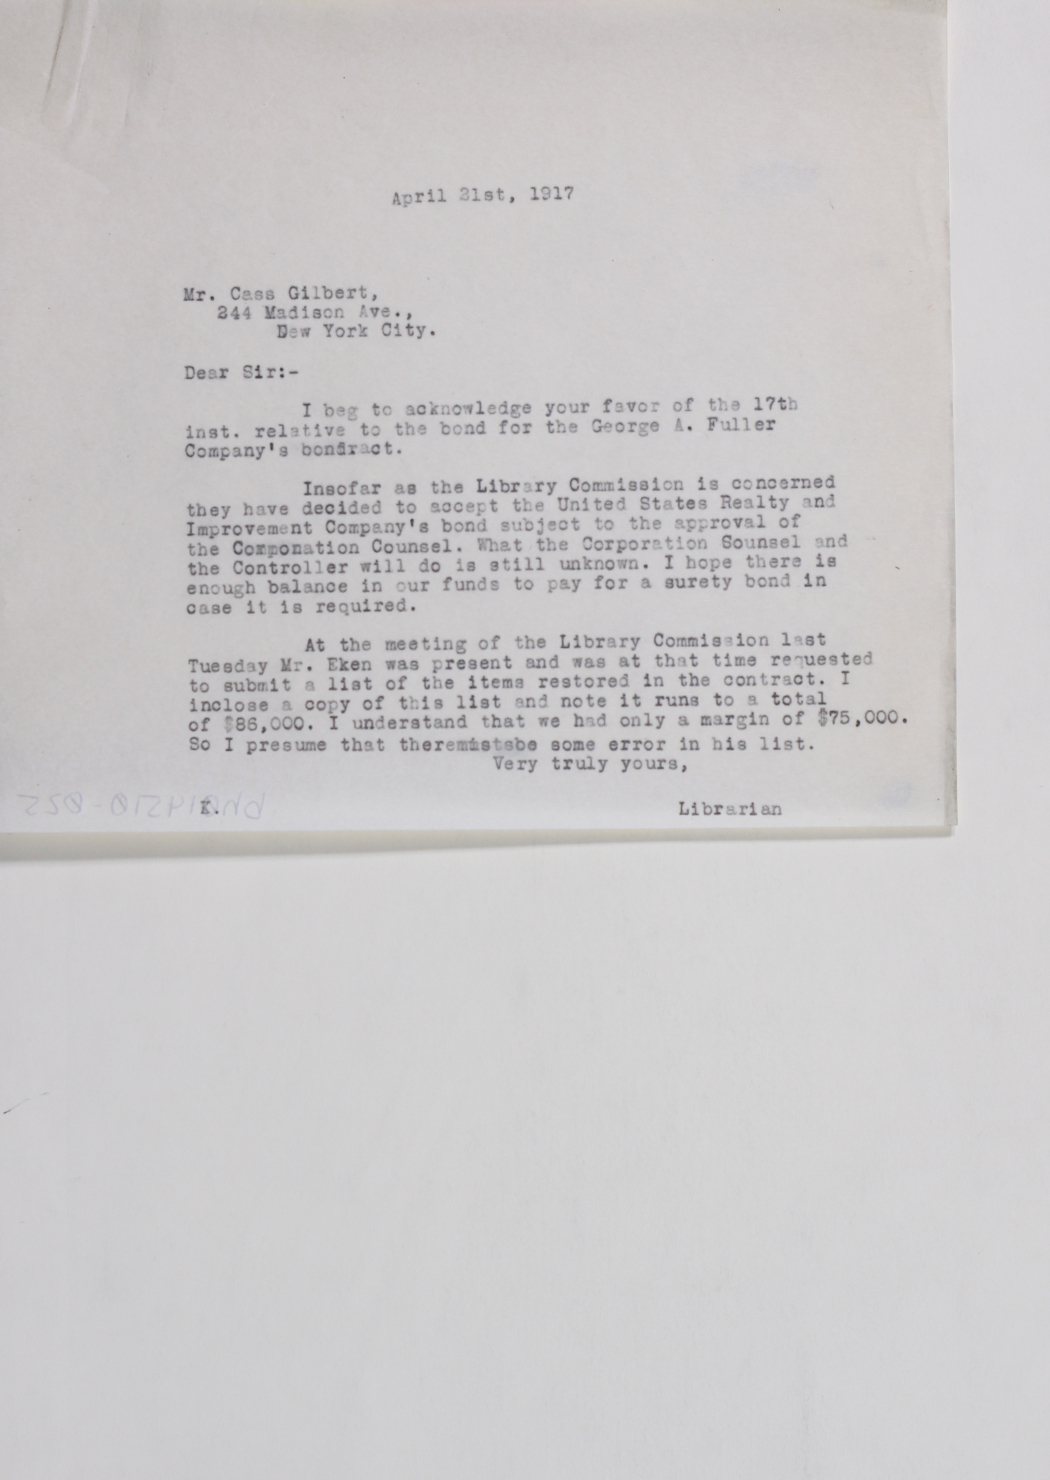 April 21st, 1917
Mr. Cass Gilbert,
244 Madison Ave.,
New York City.
Dear Sir:-
I beg to acknowledge your favor of the 17th
inst. relative to the bond for the George A. Fuller
Company's bondract.
Insofar as the Library Commission is concerned
they have decided to accept the United States Realty and
Improvement Company's bond subject to the approval of
the Corporation Counsel. What the Corporation Sounsel and
the Controller will do is still unknown. I hope there is
enough balance in our funds to pay for a surety bond in
case it is required.
At the meeting of the Library Commission last
Tuesday Mr. Eken was present and was at that time requested
to submit a list of the items restored in the contract. I
inclose a copy of this list and note it runs to a total
of $86,000. I understand that we had only a margin of $75,000.
So I presume that there must be some error in his list.
Very truly yours,
K. Librarian